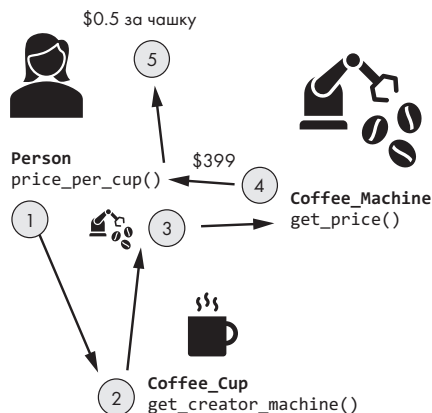 $0.5 за чашку
5
Person
price_per_cup()
$399
4
Coffee_Machine
get_price()
1
3
2
Coffee_Cup
get_creator_machine()